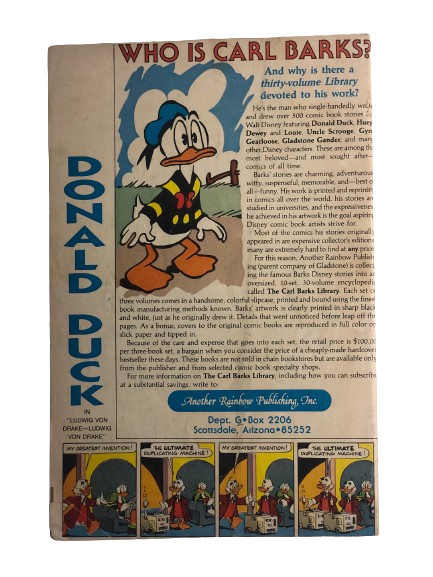 WHO IS CARL BARKS?
And why is there a
thirty-volume Library
devoted to his work?
He's the man who single-handedly
and drew over 500 comic book stories
Walt Disney featuring Donald Duck, Huey
Dewey and Louie, Uncle Scrooge, Gyro
Gearloose, Gladstone Gander, and many
other Disney characters. These are among the
most beloved—and most sought after—
comics of all time.
Barks' stories are charming, adventurous
witty, suspenseful, memorable, and—best o
all—funny. His work is printed and reprinte
in comics all over the world, his stories are
studied in universities, and the expressivenes
he achieved in his artwork is the goal aspirin
Disney comic book artists strive for.
Most of the comics his stories originally
appeared in are expensive collector's editions
many are extremely hard to find at any price
For this reason, Another Rainbow Publish
ing (parent company of Gladstone) is collect
ing the famous Barks Disney stories into an
oversized, 10-set, 30-volume encyclopedi
called The Carl Barks Library. Each set o
three volumes comes in a handsome, colorful slipcase, printed and bound using the finest
book manufacturing methods known. Barks' artwork is clearly printed in sharp black
and white, just as he originally drew it. Details that went unnoticed before leap off the
pages. As a bonus, covers to the original comic books are reproduced in full color on
slick paper and tipped in.
Because of the care and expense that goes into each set, the retail price is $100.00
per three-book set, a bargain when you consider the price of a cheaply-made hardcover
bestseller these days. These books are not sold in chain bookstores but are available only
from the publisher and from selected comic book specialty shops.
For more information on The Carl Barks Library, including how you can subscribe
at a substantial savings, write to:
Another Rainbow Publishing, Inc.
Dept. G•Box 2206
Scottsdale, Arizona•85252
DONALD DUCK
IN
"LUDWIG VON
DRAKE—LUDWIG
VON DRAKE"
MY GREATEST INVENTION!
THE ULTIMATE
DUPLICATING MACHINE!
MY GREATEST INVENTION!
THE ULTIMATE
DUPLICATING MACHINE!